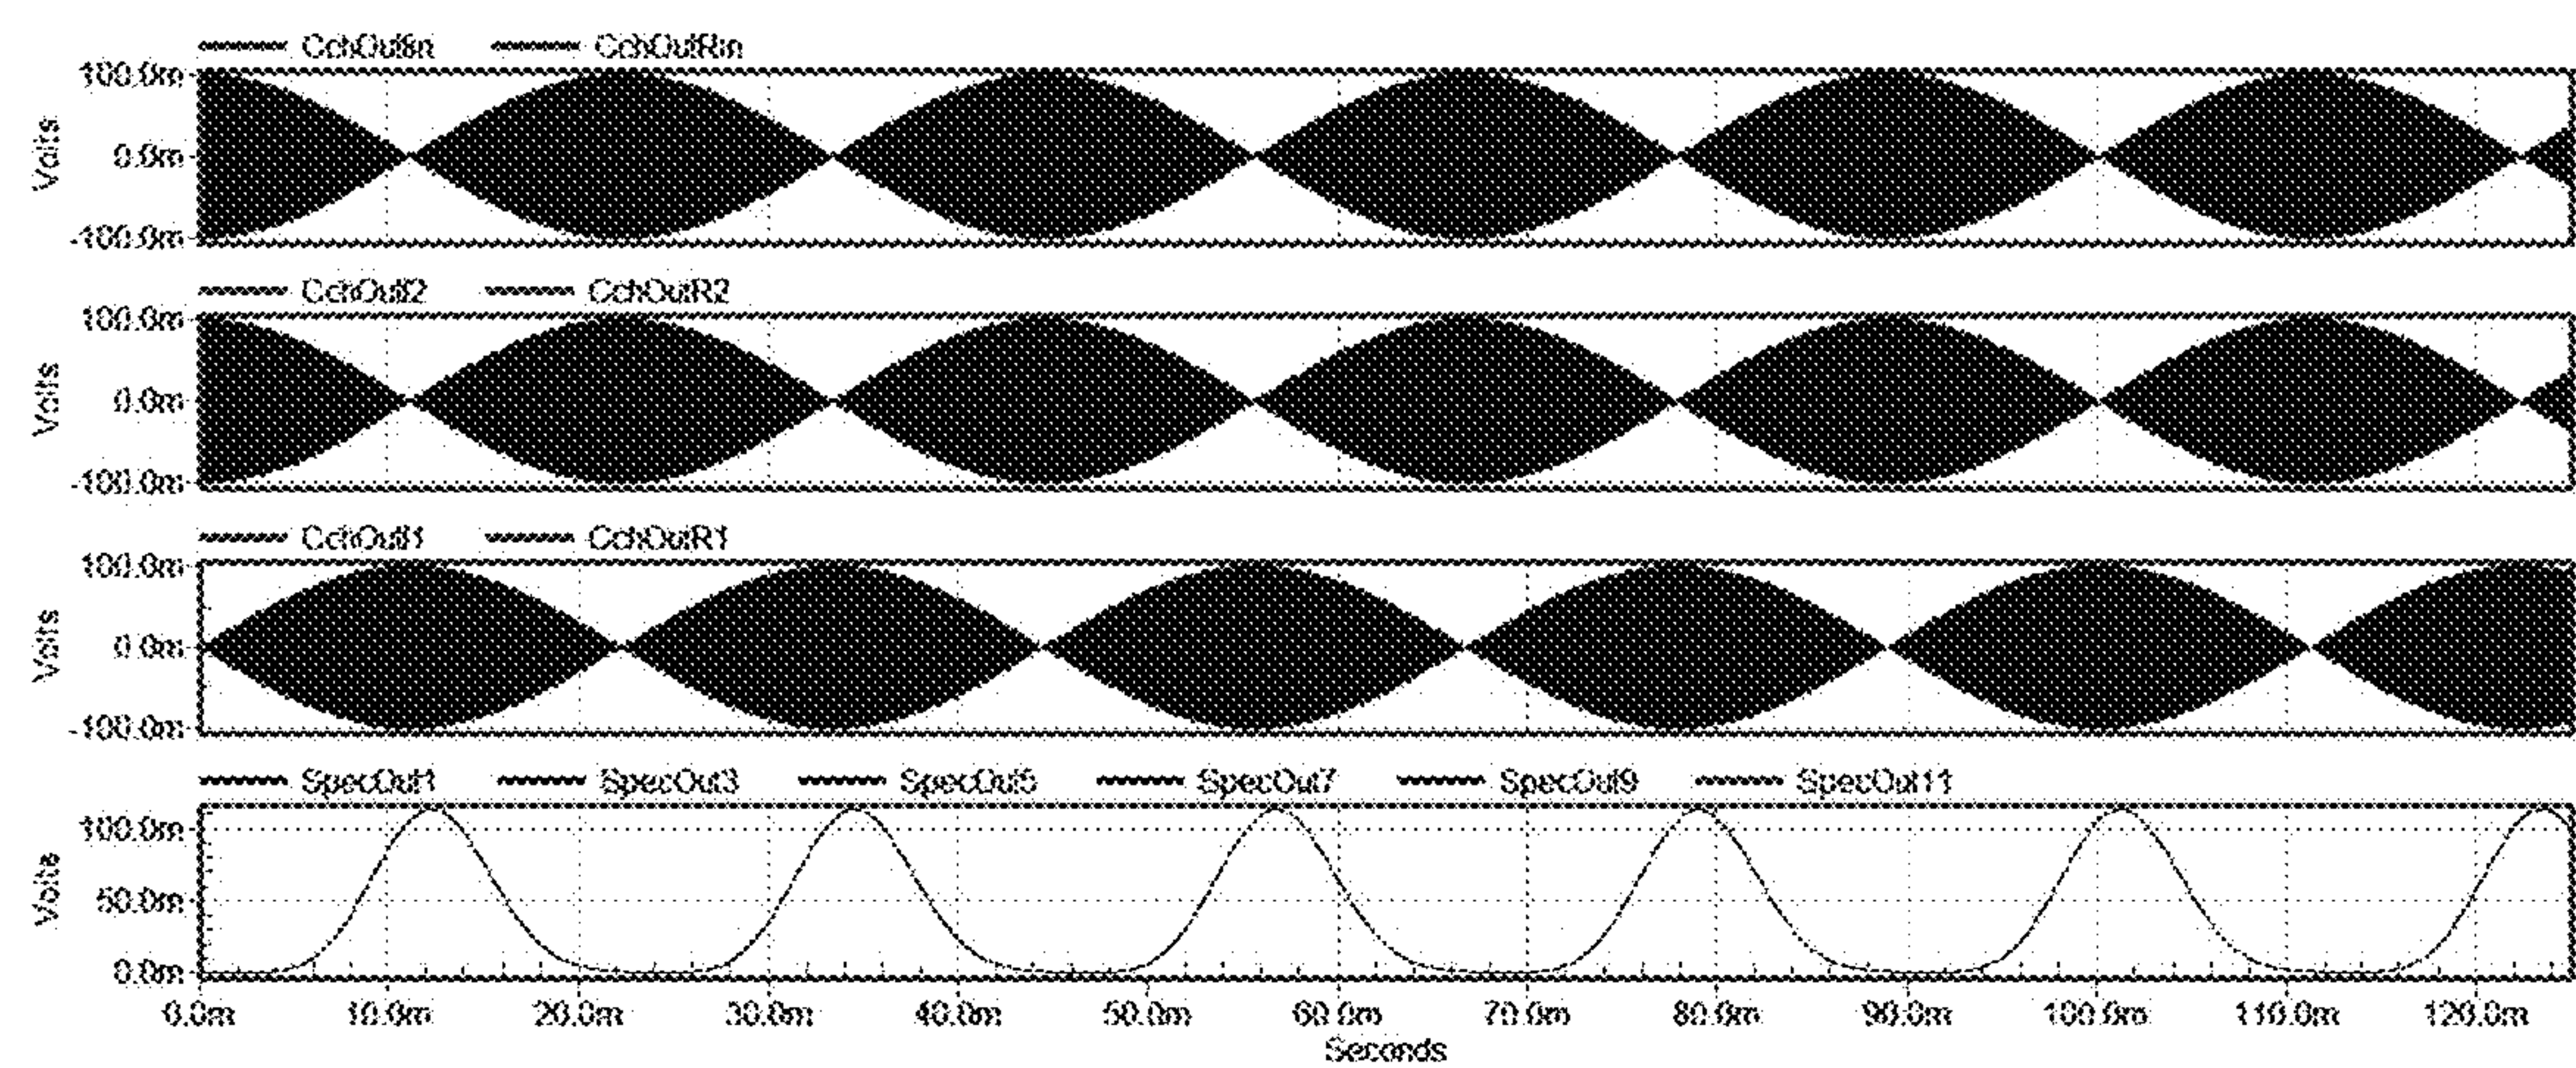 CchOutRin
100.0m
Volts
0.0m
-100.0m
CchOutI2 CchOutR2
100.0m
Volts
0.0m
-100.0m
CchOutI1 CchOutR1
100.0m
Volts
0.0m
-100.0m
SpecOut1 SpecOut3 SpecOut5 SpecOut7 SpecOut9 SpecOut11
100.0m
Volts
50.0m
0.0m
0.0m 10.0m 20.0m 30.0m 40.0m 50.0m 60.0m 70.0m 80.0m 90.0m 100.0m 110.0m 120.0m
Seconds